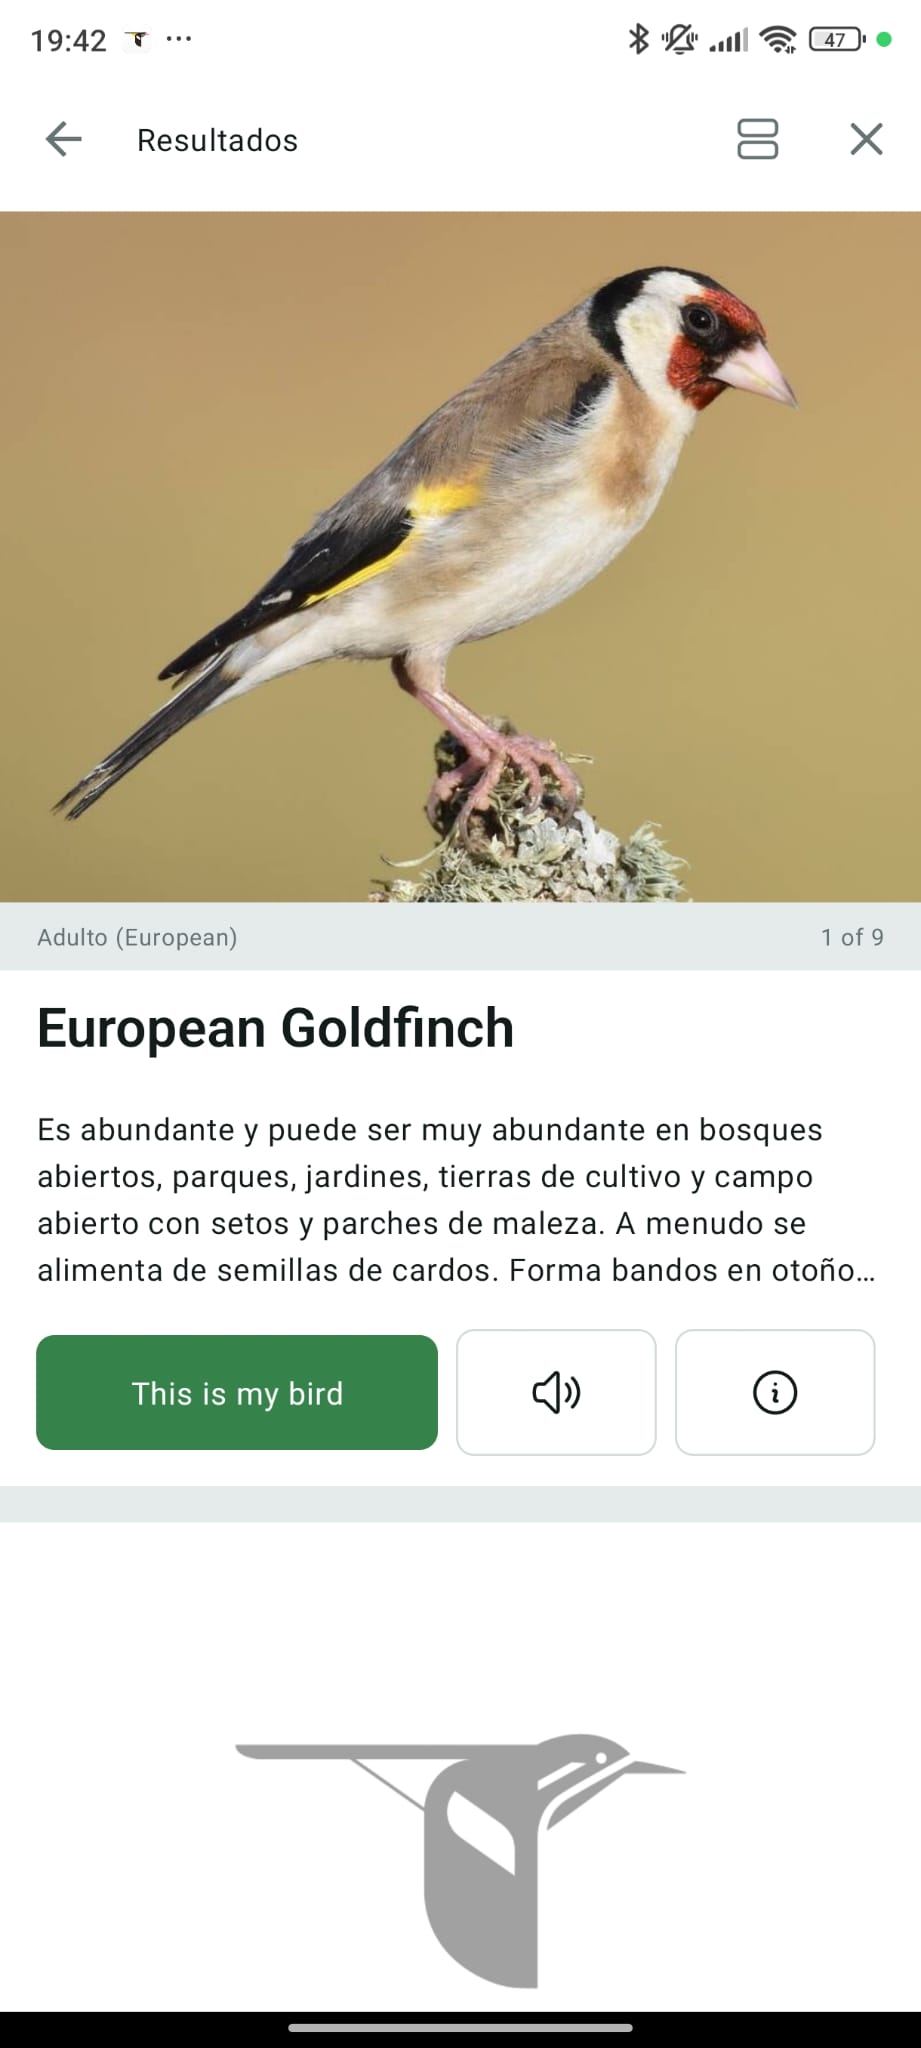 19:42 ... 47
Resultados
Adulto (European) 1 of 9
European Goldfinch
Es abundante y puede ser muy abundante en bosques
abiertos, parques, jardines, tierras de cultivo y campo
abierto con setos y parches de maleza. A menudo se
alimenta de semillas de cardos. Forma bandos en otoño...
This is my bird